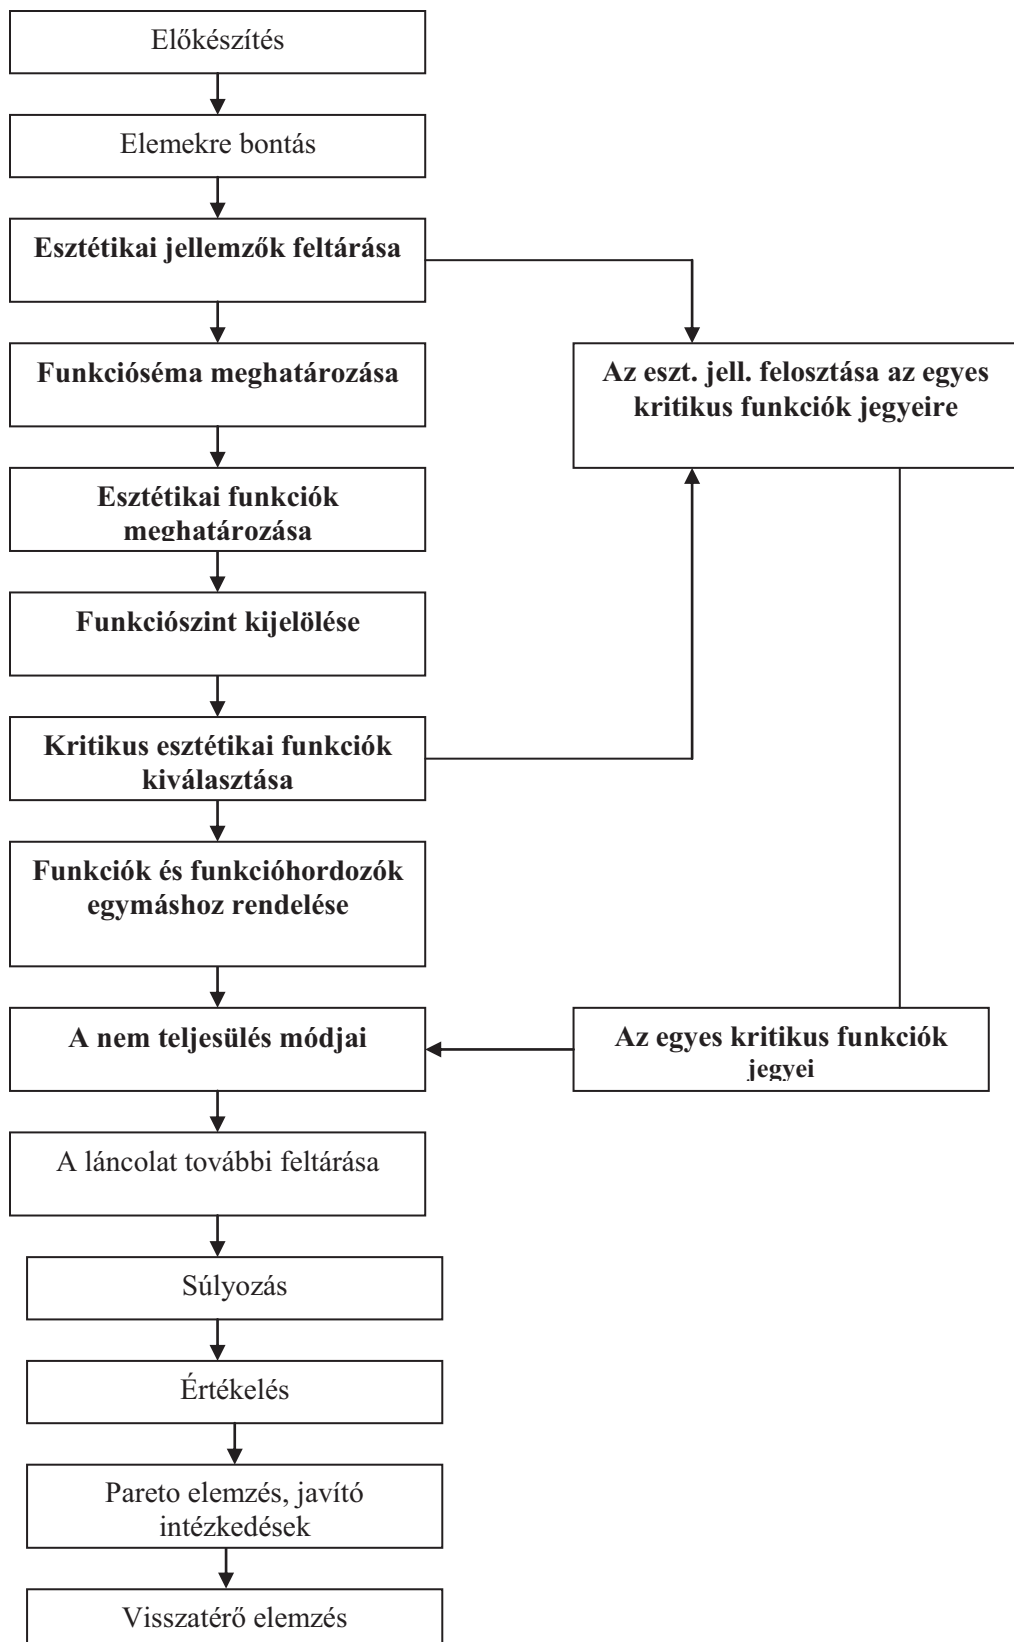 Előkészítés
Elemekre bontás
Esztétikai jellemzők feltárása
Funkcióséma meghatározása
Az eszt. jell. felosztása az egyes
kritikus funkciók jegyeire
Esztétikai funkciók
meghatározása
Funkciószint kijelölése
Kritikus esztétikai funkciók
kiválasztása
Funkciók és funkcióhordozók
egymáshoz rendelése
A nem teljesülés módjai
Az egyes kritikus funkciók
jegyei
A láncolat további feltárása
Súlyozás
Értékelés
Pareto elemzés, javító
intézkedések
Visszatérő elemzés